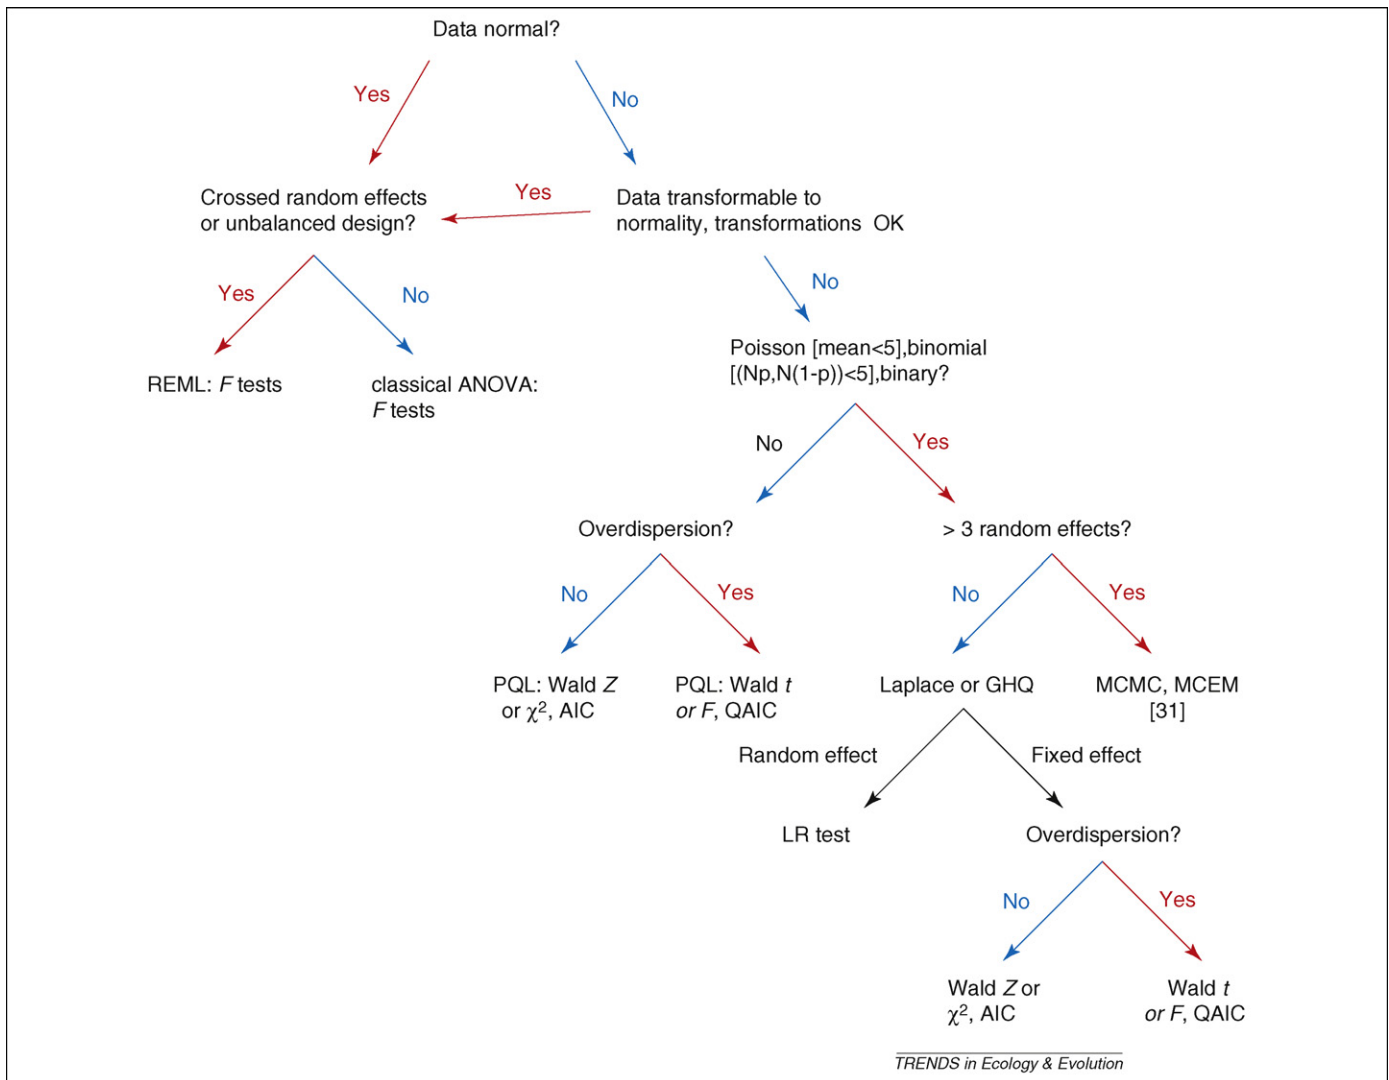 Data normal?
Yes
No
Crossed random effects
or unbalanced design?
Yes
Data transformable to
normality, transformations OK
Yes
No
No
REML: F tests
classical ANOVA:
F tests
Poisson [mean<5],binomial
[(Np,N(1-p))<5],binary?
No
Yes
Overdispersion?
> 3 random effects?
No
Yes
No
Yes
PQL: Wald Z
or χ², AIC
PQL: Wald t
or F, QAIC
Laplace or GHQ
MCMC, MCEM
[31]
Random effect
Fixed effect
LR test
Overdispersion?
No
Yes
Wald Z or
χ², AIC
Wald t
or F, QAIC
TRENDS in Ecology & Evolution